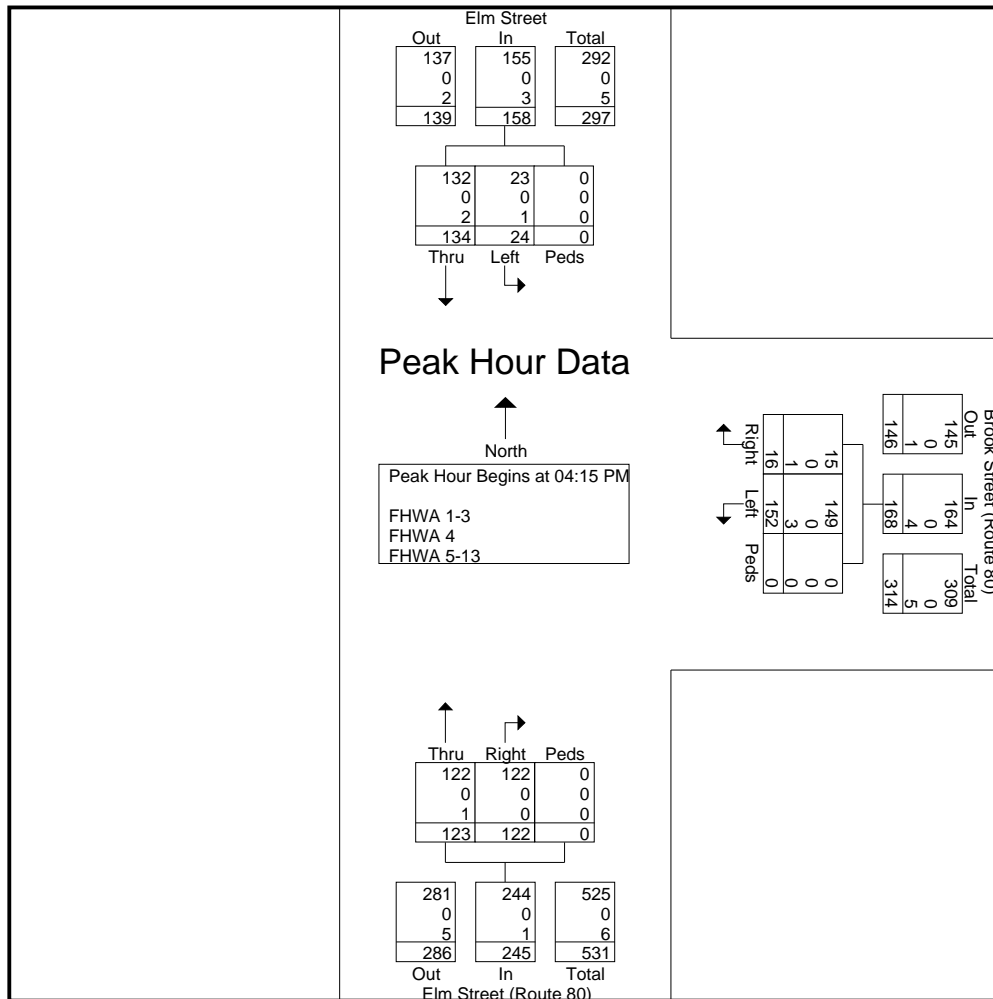 Elm Street
Out In Total
137 155 292
0 0 0
2 3 5
139 158 297
132 23 0
0 0 0
2 1 0
134 24 0
Thru Left Peds
Peak Hour Data
North
Peak Hour Begins at 04:15 PM
FHWA 1-3
FHWA 4
FHWA 5-13
Brook Street (Route 80)
Out In Total
145 164 309
0 0 0
1 4 5
146 168 314
15 149 0
0 0 0
1 3 0
16 152 0
Right Left Peds
Thru Right Peds
122 122 0
0 0 0
1 0 0
123 122 0
281 244 525
0 0 0
5 1 6
286 245 531
Out In Total
Elm Street (Route 80)